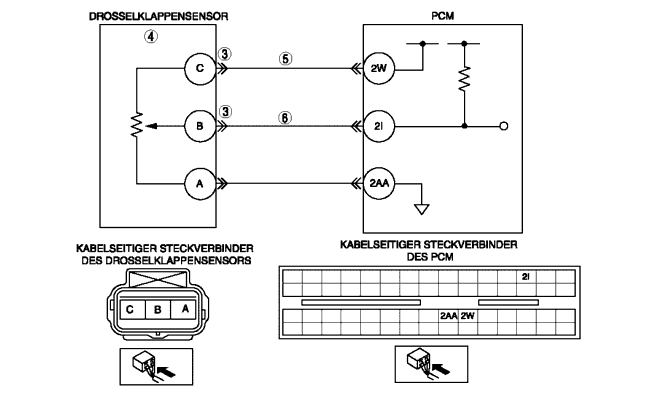 DROSSELKLAPPENSENSOR
PCM
④
③
⑤
C
2W
③
⑥
B
2I
A
2AA
KABELSEITIGER STECKVERBINDER
DES DROSSELKLAPPENSENSORS
KABELSEITIGER STECKVERBINDER
DES PCM
C B A
2I
2AA 2W